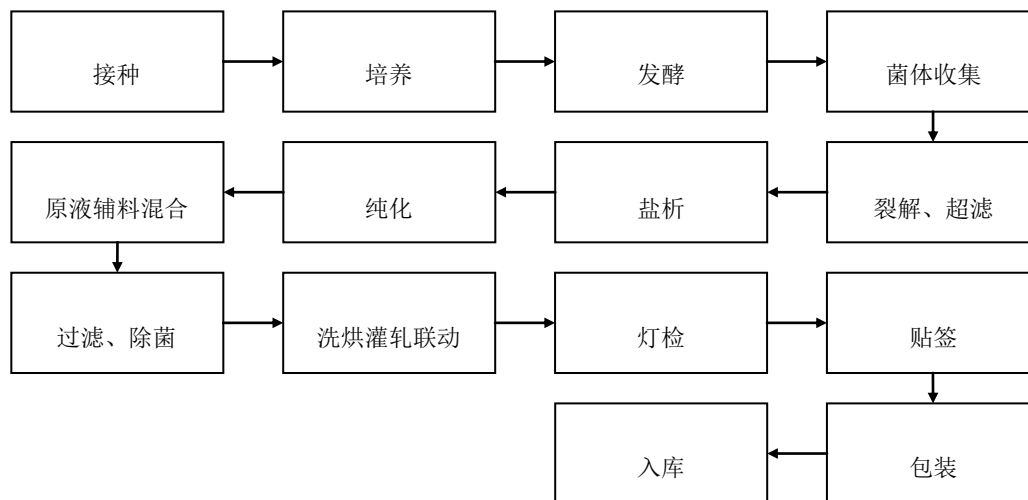 接种
培养
发酵
菌体收集
裂解、超滤
盐析
纯化
原液辅料混合
过滤、除菌
洗烘灌轧联动
灯检
贴签
包装
入库